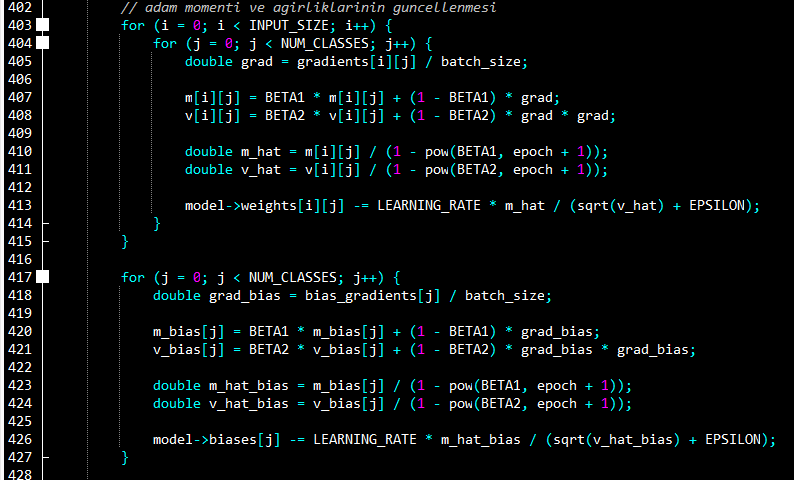 402 // adam momenti ve agirliklarinin guncellenmesi
403 for (i = 0; i < INPUT_SIZE; i++) {
404 for (j = 0; j < NUM_CLASSES; j++) {
405 double grad = gradients[i][j] / batch_size;
406
407 m[i][j] = BETA1 * m[i][j] + (1 - BETA1) * grad;
408 v[i][j] = BETA2 * v[i][j] + (1 - BETA2) * grad * grad;
409
410 double m_hat = m[i][j] / (1 - pow(BETA1, epoch + 1));
411 double v_hat = v[i][j] / (1 - pow(BETA2, epoch + 1));
412
413 model->weights[i][j] -= LEARNING_RATE * m_hat / (sqrt(v_hat) + EPSILON);
414 }
415 }
416
417 for (j = 0; j < NUM_CLASSES; j++) {
418 double grad_bias = bias_gradients[j] / batch_size;
419
420 m_bias[j] = BETA1 * m_bias[j] + (1 - BETA1) * grad_bias;
421 v_bias[j] = BETA2 * v_bias[j] + (1 - BETA2) * grad_bias * grad_bias;
422
423 double m_hat_bias = m_bias[j] / (1 - pow(BETA1, epoch + 1));
424 double v_hat_bias = v_bias[j] / (1 - pow(BETA2, epoch + 1));
425
426 model->biases[j] -= LEARNING_RATE * m_hat_bias / (sqrt(v_hat_bias) + EPSILON);
427 }
428